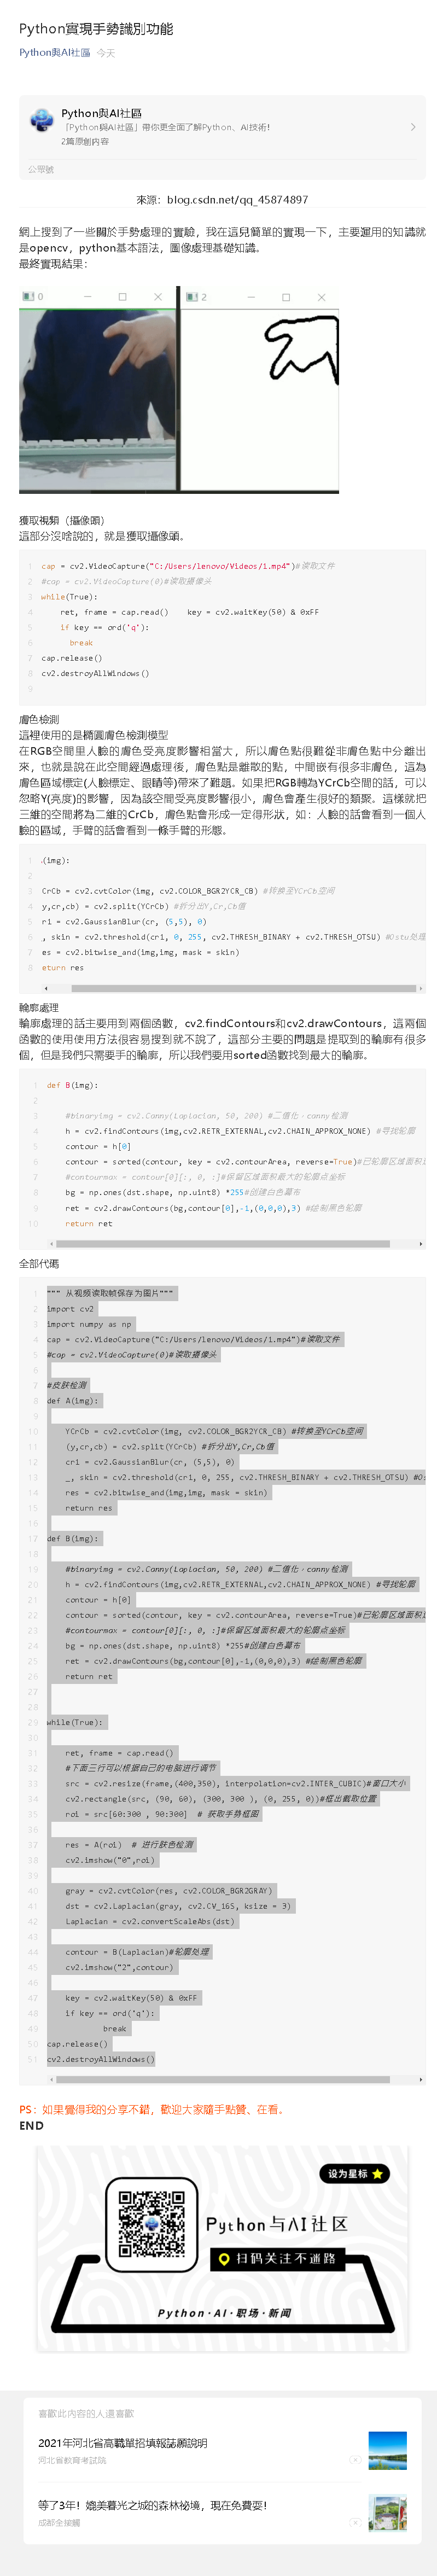 Python實現手勢識別功能
Python與AI社區 今天
Python與AI社區
「Python與AI社區」帶你更全面了解Python、AI技術!
2篇原創內容
公眾號
來源: blog.csdn.net/qq_45874897
網上搜到了一些關於手勢處理的實驗,我在這兒簡單的實現一下,主要運用的知識就
是opencv,python基本語法,圖像處理基礎知識。
最終實現結果:
0
2
獲取視頻(攝像頭)
這部分沒啥說的,就是獲取攝像頭。
1 cap = cv2.VideoCapture("C:/Users/lenovo/Videos/1.mp4")#读取文件
2 #cap = cv2.VideoCapture(0)#读取摄像头
3 while(True):
4 ret, frame = cap.read() key = cv2.waitKey(50) & 0xFF
5 if key == ord('q'):
6 break
7 cap.release()
8 cv2.destroyAllWindows()
9
膚色檢測
這裡使用的是橢圓膚色檢測模型
在RGB空間里人臉的膚色受亮度影響相當大,所以膚色點很難從非膚色點中分離出
來,也就是說在此空間經過處理後,膚色點是離散的點,中間嵌有很多非膚色,這為
膚色區域標定(人臉標定、眼睛等)帶來了難題。如果把RGB轉為YCrCb空間的話,可以
忽略Y(亮度)的影響,因為該空間受亮度影響很小,膚色會產生很好的類聚。這樣就把
三維的空間將為二維的CrCb,膚色點會形成一定得形狀,如:人臉的話會看到一個人
臉的區域,手臂的話會看到一條手臂的形態。
1 .(img):
2
3 CrCb = cv2.cvtColor(img, cv2.COLOR_BGR2YCR_CB) #转换至YCrCb空间
4 y,cr,cb) = cv2.split(YCrCb) #拆分出Y,Cr,Cb值
5 r1 = cv2.GaussianBlur(cr, (5,5), 0)
6 , skin = cv2.threshold(cr1, 0, 255, cv2.THRESH_BINARY + cv2.THRESH_OTSU) #Ostu处理
7 es = cv2.bitwise_and(img,img, mask = skin)
8 eturn res
輪廓處理
輪廓處理的話主要用到兩個函數,cv2.findContours和cv2.drawContours,這兩個
函數的使用使用方法很容易搜到就不說了,這部分主要的問題是提取到的輪廓有很多
個,但是我們只需要手的輪廓,所以我們要用sorted函數找到最大的輪廓。
1 def B(img):
2
3 #binaryimg = cv2.Canny(Laplacian, 50, 200) #二值化,canny检测
4 h = cv2.findContours(img,cv2.RETR_EXTERNAL,cv2.CHAIN_APPROX_NONE) #寻找轮廓
5 contour = h[0]
6 contour = sorted(contour, key = cv2.contourArea, reverse=True)#已轮廓区域面积进
7 #contourmax = contour[0][:, 0, :]#保留区域面积最大的轮廓点坐标
8 bg = np.ones(dst.shape, np.uint8) *255#创建白色幕布
9 ret = cv2.drawContours(bg,contour[0],-1,(0,0,0),3) #绘制黑色轮廓
10 return ret
全部代碼
1 """ 从视频读取帧保存为图片"""
2 import cv2
3 import numpy as np
4 cap = cv2.VideoCapture("C:/Users/lenovo/Videos/1.mp4")#读取文件
5 #cap = cv2.VideoCapture(0)#读取摄像头
6
7 #皮肤检测
8 def A(img):
9
10 YCrCb = cv2.cvtColor(img, cv2.COLOR_BGR2YCR_CB) #转换至YCrCb空间
11 (y,cr,cb) = cv2.split(YCrCb) #拆分出Y,Cr,Cb值
12 cr1 = cv2.GaussianBlur(cr, (5,5), 0)
13 _, skin = cv2.threshold(cr1, 0, 255, cv2.THRESH_BINARY + cv2.THRESH_OTSU) #Os
14 res = cv2.bitwise_and(img,img, mask = skin)
15 return res
16
17 def B(img):
18
19 #binaryimg = cv2.Canny(Laplacian, 50, 200) #二值化,canny检测
20 h = cv2.findContours(img,cv2.RETR_EXTERNAL,cv2.CHAIN_APPROX_NONE) #寻找轮廓
21 contour = h[0]
22 contour = sorted(contour, key = cv2.contourArea, reverse=True)#已轮廓区域面积进
23 #contourmax = contour[0][:, 0, :]#保留区域面积最大的轮廓点坐标
24 bg = np.ones(dst.shape, np.uint8) *255#创建白色幕布
25 ret = cv2.drawContours(bg,contour[0],-1,(0,0,0),3) #绘制黑色轮廓
26 return ret
27
28
29 while(True):
30
31 ret, frame = cap.read()
32 #下面三行可以根据自己的电脑进行调节
33 src = cv2.resize(frame,(400,350), interpolation=cv2.INTER_CUBIC)#窗口大小
34 cv2.rectangle(src, (90, 60), (300, 300 ), (0, 255, 0))#框出截取位置
35 roi = src[60:300 , 90:300] # 获取手势框图
36
37 res = A(roi) # 进行肤色检测
38 cv2.imshow("0",roi)
39
40 gray = cv2.cvtColor(res, cv2.COLOR_BGR2GRAY)
41 dst = cv2.Laplacian(gray, cv2.CV_16S, ksize = 3)
42 Laplacian = cv2.convertScaleAbs(dst)
43
44 contour = B(Laplacian)#轮廓处理
45 cv2.imshow("2",contour)
46
47 key = cv2.waitKey(50) & 0xFF
48 if key == ord('q'):
49 break
50 cap.release()
51 cv2.destroyAllWindows()
PS:如果覺得我的分享不錯,歡迎大家隨手點贊、在看。
END
设为星标
Python与AI社区
扫码关注不迷路
Python·AI·职场·新闻
喜歡此內容的人還喜歡
2021年河北省高職單招填報誌願說明
河北省教育考試院
等了3年!媲美暮光之城的森林祕境,現在免費耍!
成都全接觸